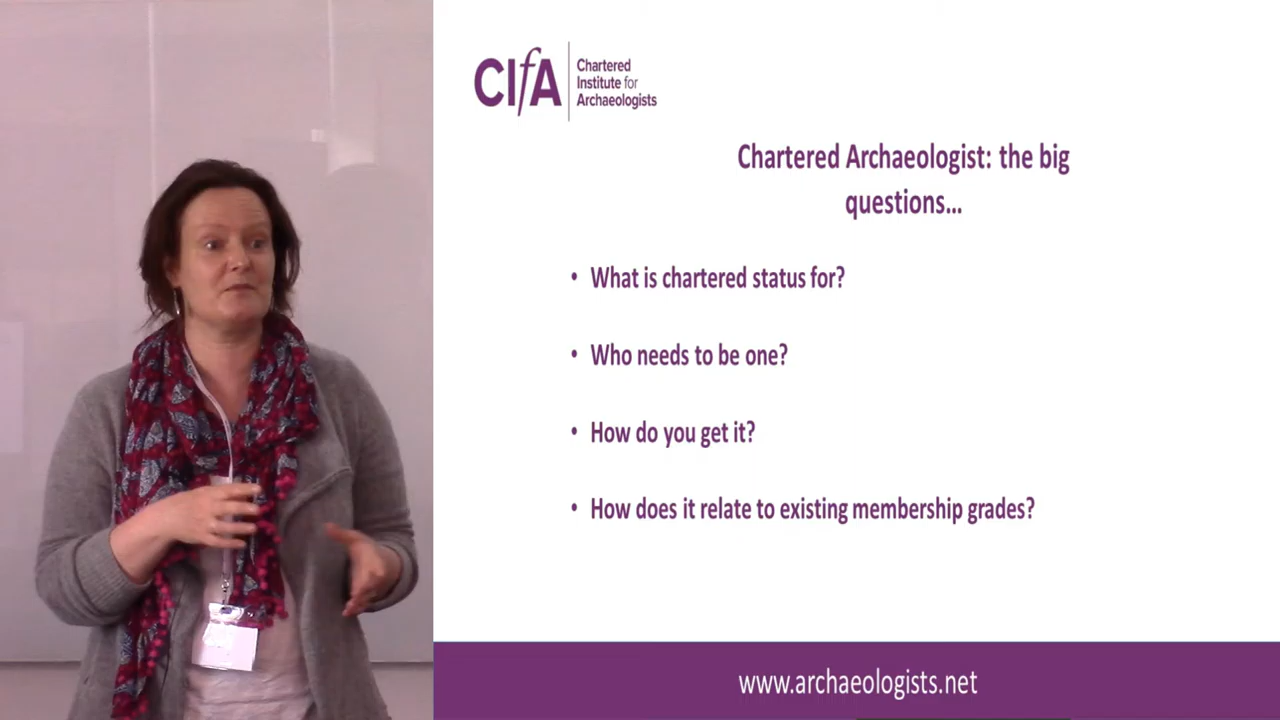 CIfA
Chartered
Institute for
Archaeologists
Chartered Archaeologist: the big
questions...
• What is chartered status for?
• Who needs to be one?
• How do you get it?
• How does it relate to existing membership grades?
www.archaeologists.net